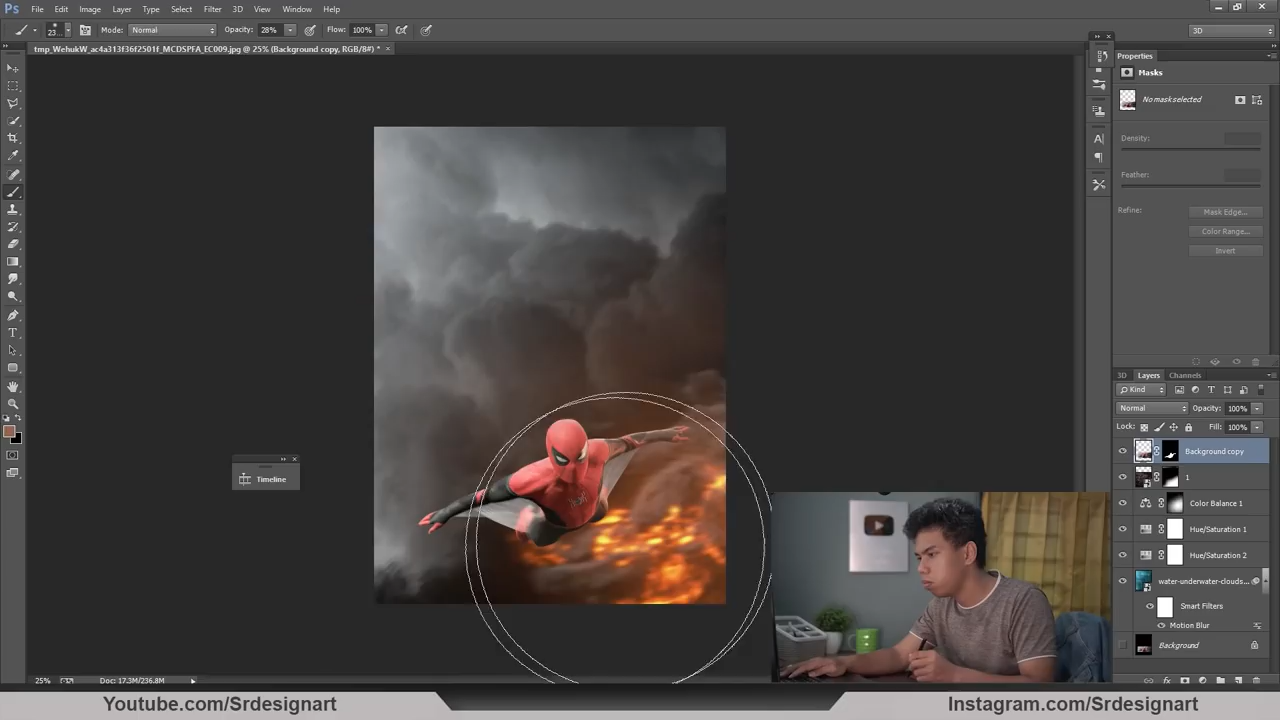 Ps File Edit Image Layer Type Select Filter 3D View Window Help
23... Mode: Normal Opacity: 28% Flow: 100% 3D
tmp_WehukW_ac4a313f36f2501f_MCDSPFA_EC009.jpg @ 25% (Background copy, RGB/8#) *
Properties
Masks
No mask selected
Density:
Feather:
Refine: Mask Edge...
Color Range...
Invert
3D Layers Channels
Kind
Normal Opacity: 100%
Lock: Fill: 100%
Background copy
1
Color Balance 1
Hue/Saturation 1
Hue/Saturation 2
water-underwater-clouds...
Smart Filters
Motion Blur
Background
Timeline
25% Doc: 17.3M/236.8M
Youtube.com/Srdesignart
Instagram.com/Srdesignart